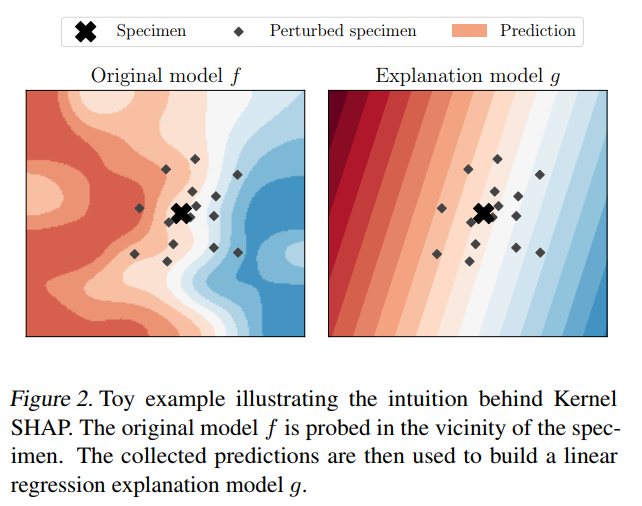 Specimen Perturbed specimen Prediction
Original model f Explanation model g
Figure 2. Toy example illustrating the intuition behind Kernel
SHAP. The original model f is probed in the vicinity of the spec-
imen. The collected predictions are then used to build a linear
regression explanation model g.